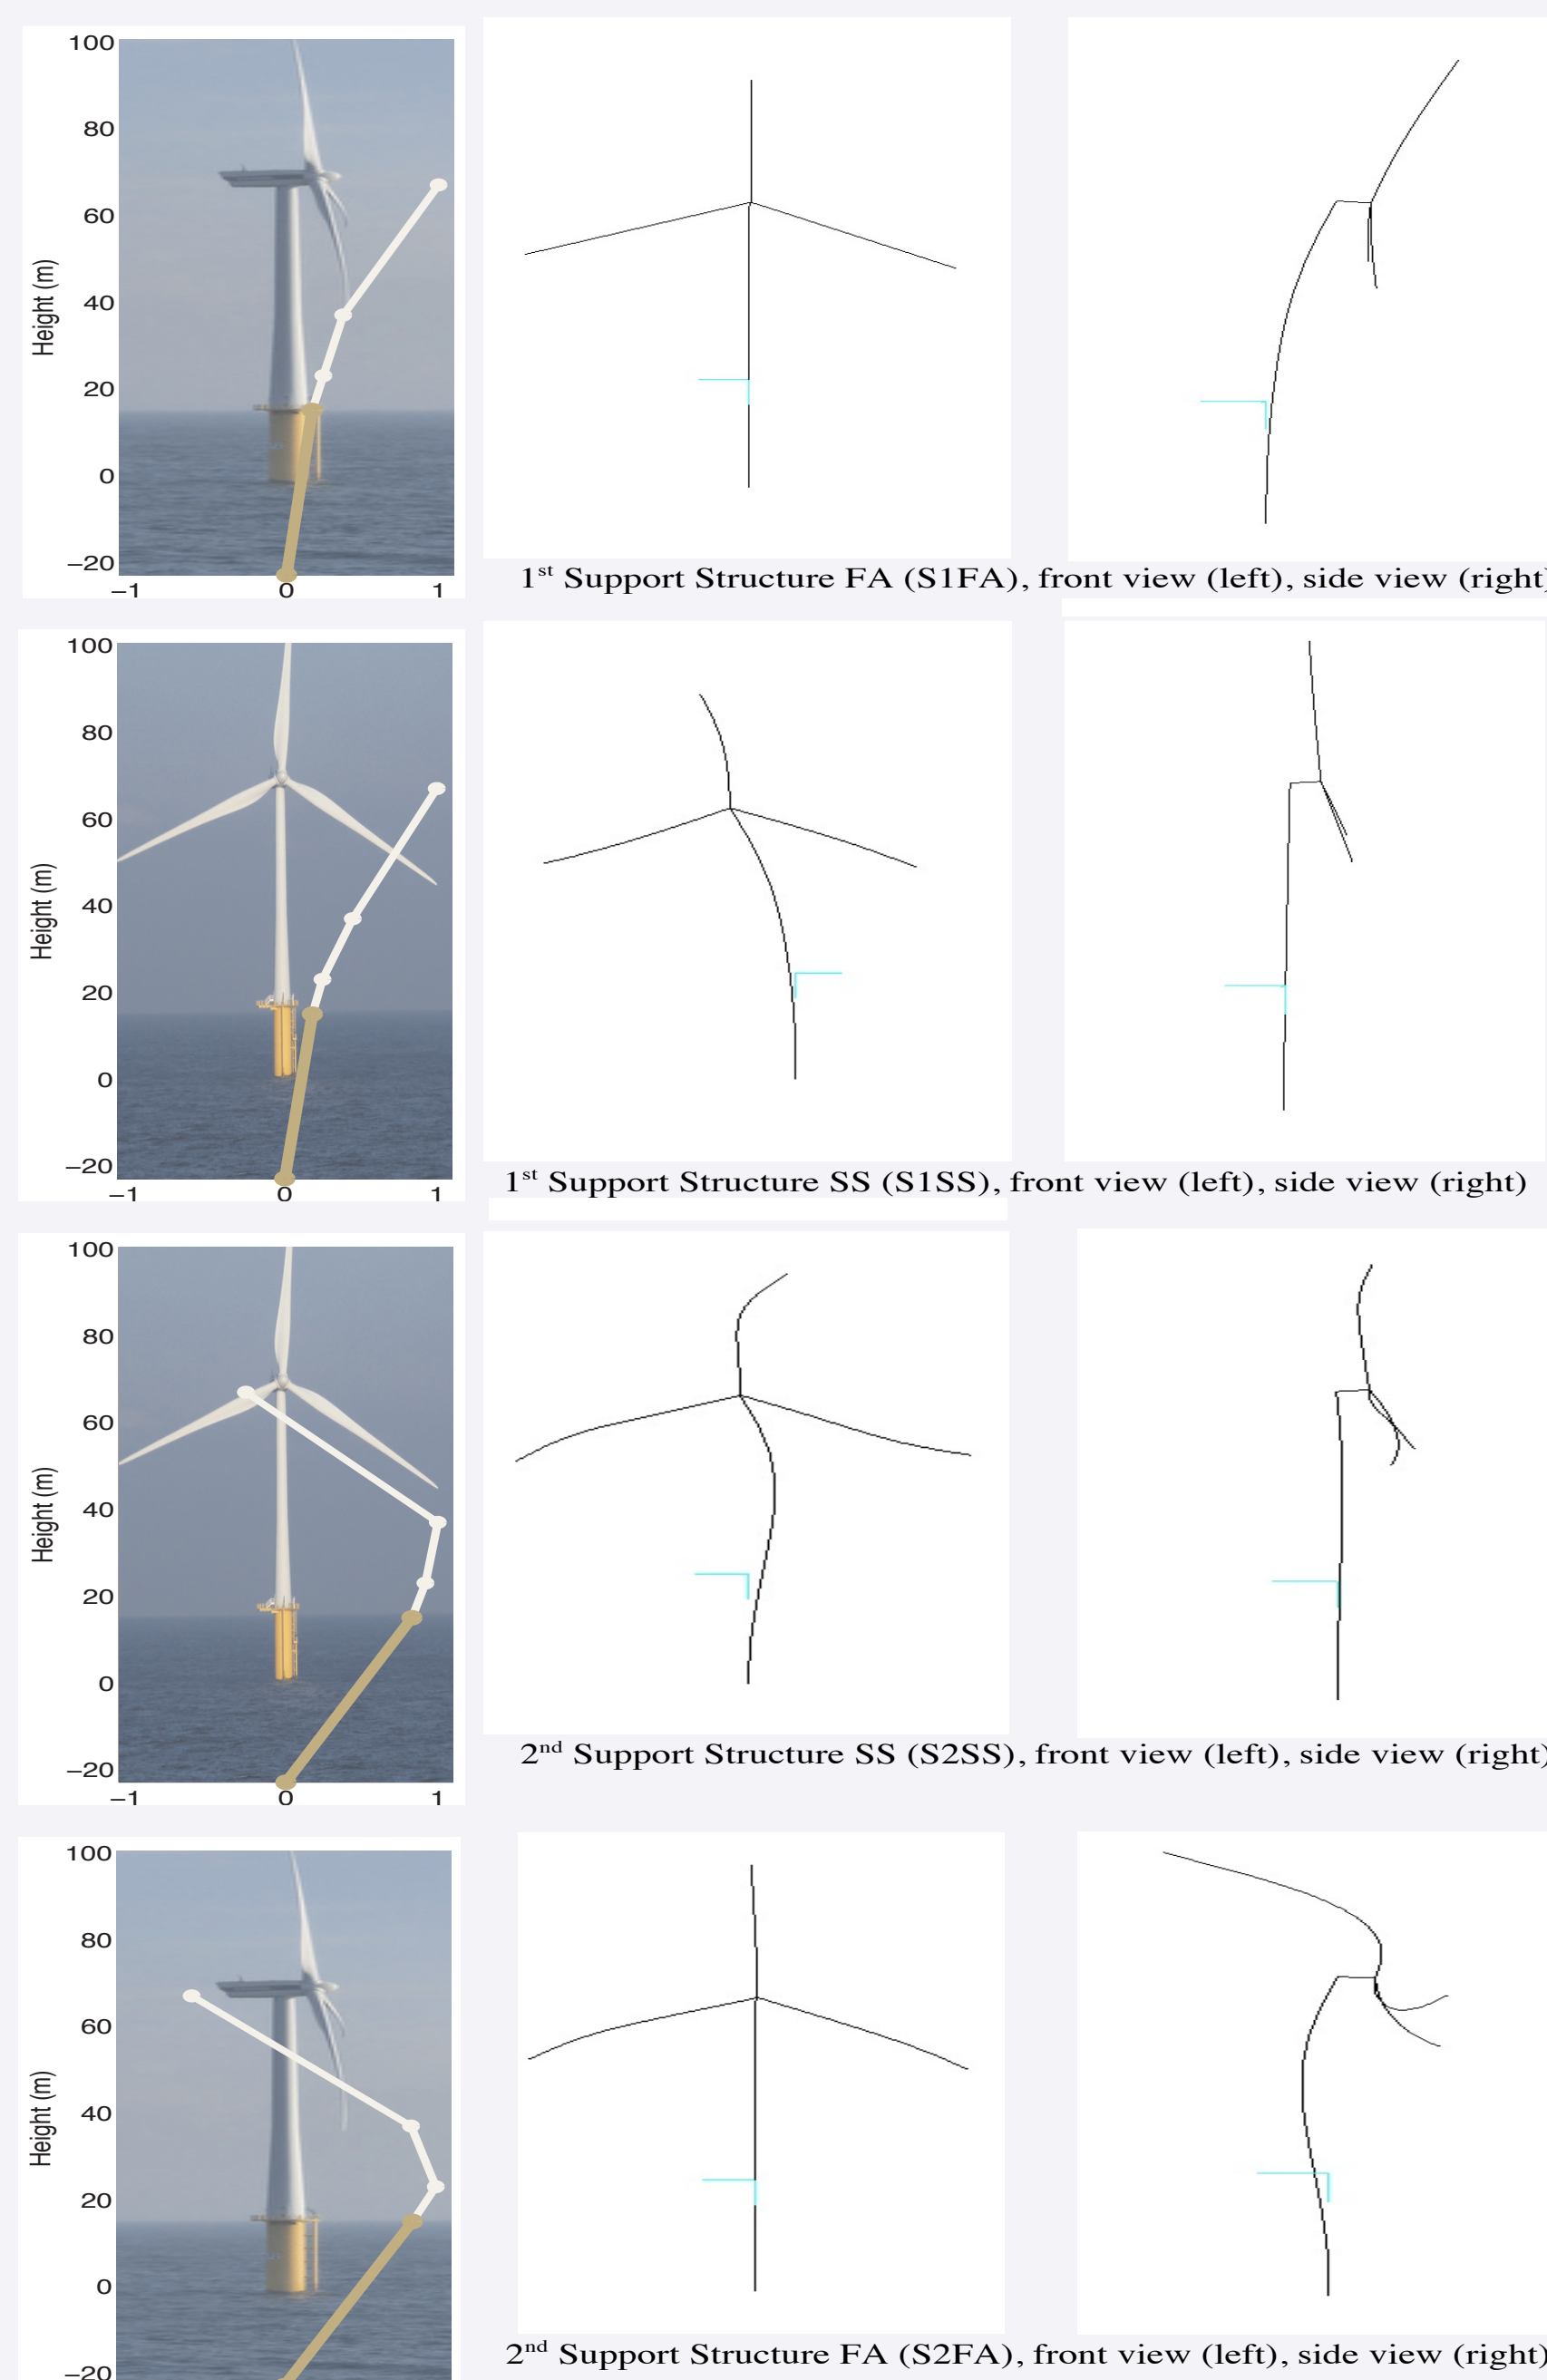 100
80
60
40
20
0
−20
Height (m)
−1 0 1
1st Support Structure FA (S1FA), front view (left), side view (right)
100
80
60
40
20
0
−20
Height (m)
−1 0 1
1st Support Structure SS (S1SS), front view (left), side view (right)
100
80
60
40
20
0
−20
Height (m)
−1 0 1
2nd Support Structure SS (S2SS), front view (left), side view (right)
100
80
60
40
20
0
−20
Height (m)
2nd Support Structure FA (S2FA), front view (left), side view (right)